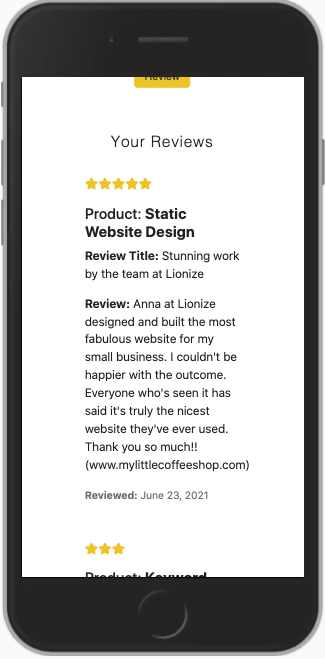 Review
Your Reviews
Product: Static
Website Design
Review Title: Stunning work
by the team at Lionize
Review: Anna at Lionize
designed and built the most
fabulous website for my
small business. I couldn't be
happier with the outcome.
Everyone who's seen it has
said it's truly the nicest
website they've ever used.
Thank you so much!!
(www.mylittlecoffeeshop.com)
Reviewed: June 23, 2021
Product: Keyword